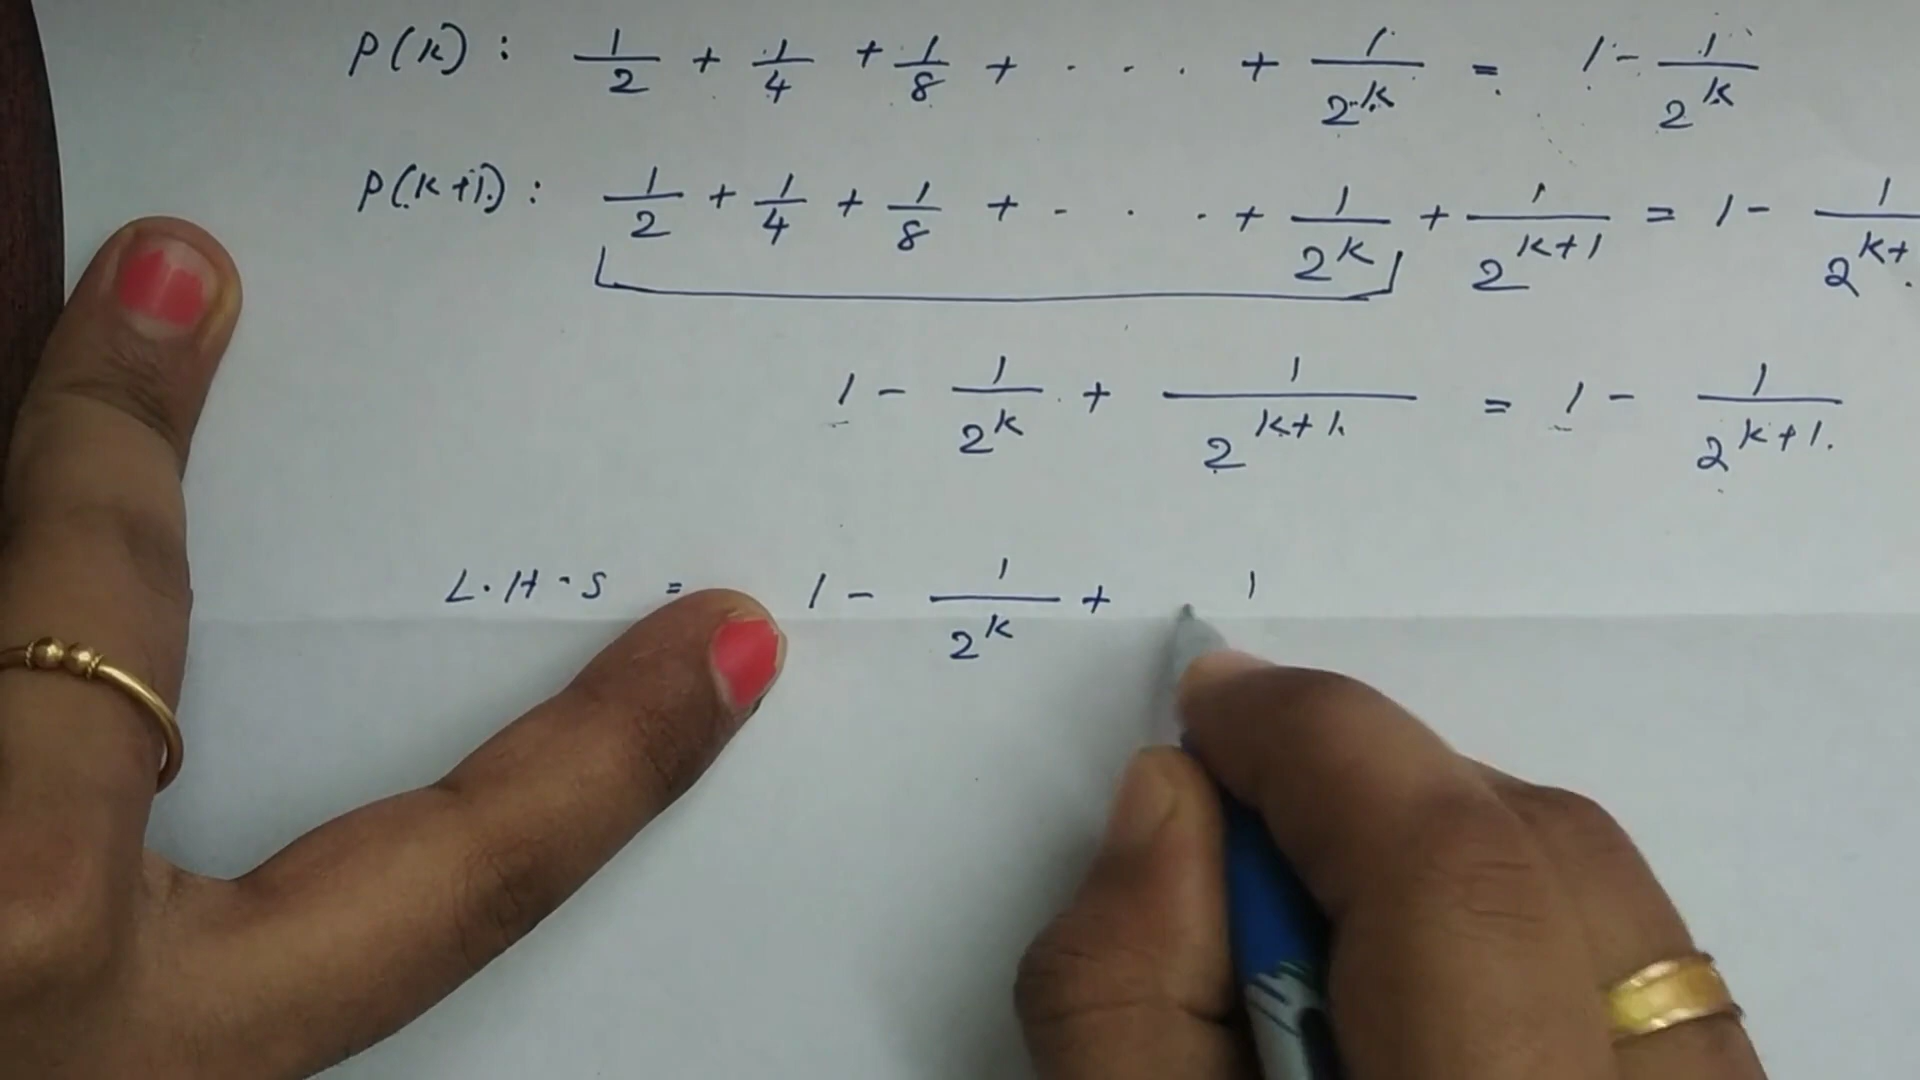 P(k) : 1/2 + 1/4 + 1/8 + . . . + 1/2^k = 1 - 1/2^k
P(k+1) : 1/2 + 1/4 + 1/8 + . . . + 1/2^k + 1/2^(k+1) = 1 - 1/2^(k+
1 - 1/2^k + 1/2^(k+1) = 1 - 1/2^(k+1)
L.H.S = 1 - 1/2^k + 1